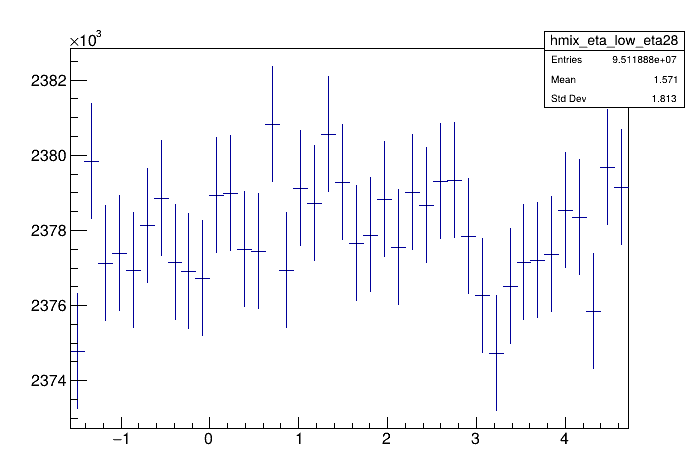 ×10³
hmix_eta_low_eta28
Entries 9.511888e+07
Mean 1.571
Std Dev 1.813
2382
2380
2378
2376
2374
−1 0 1 2 3 4